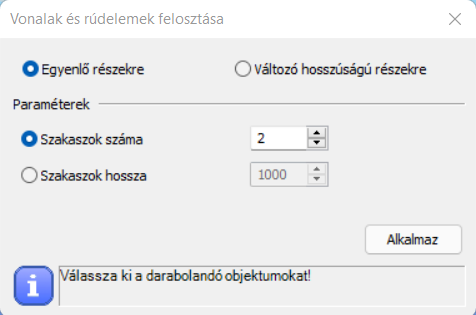 Vonalak és rúdelemek felosztása
Egyenlő részekre
Változó hosszúságú részekre
Paraméterek
Szakaszok száma
2
Szakaszok hossza
1000
Alkalmaz
Válassza ki a darabolandó objektumokat!